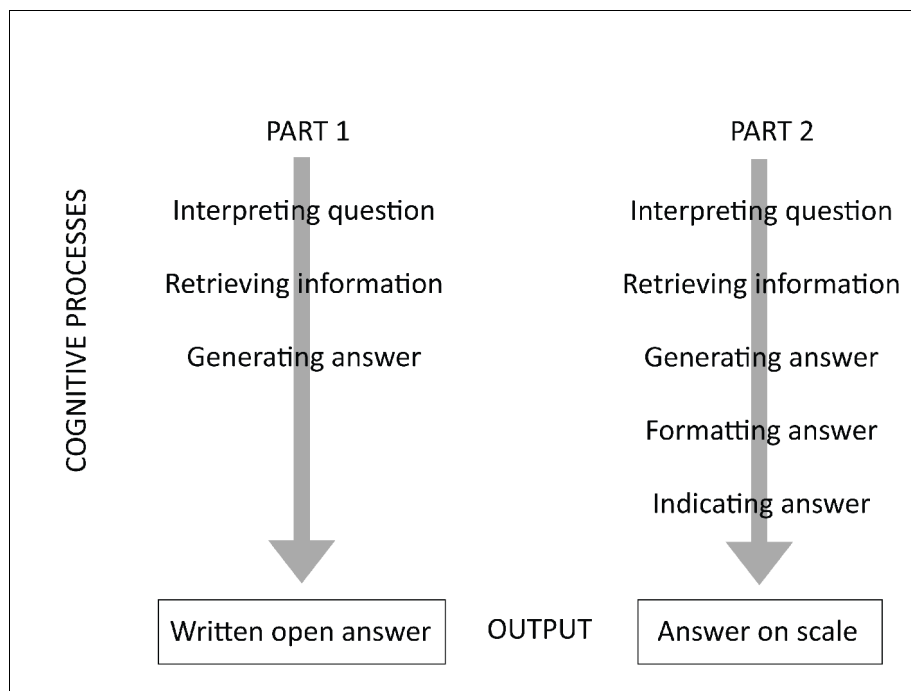 PART 1
Interpreting question
Retrieving information
Generating answer
Written open answer
COGNITIVE PROCESSES
OUTPUT
PART 2
Interpreting question
Retrieving information
Generating answer
Formatting answer
Indicating answer
Answer on scale